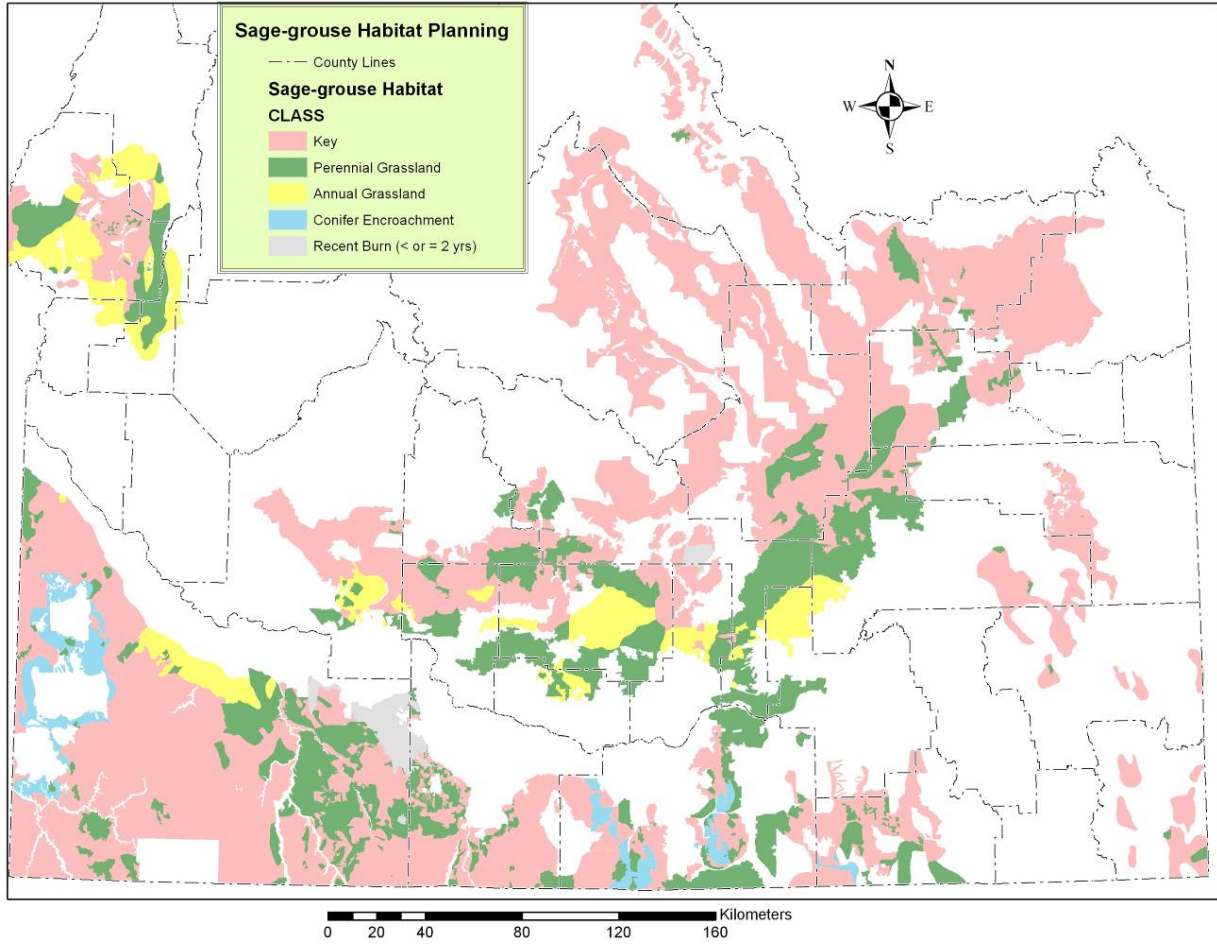 Sage-grouse Habitat Planning
County Lines
Sage-grouse Habitat
CLASS
Key
Perennial Grassland
Annual Grassland
Conifer Encroachment
Recent Burn (< or = 2 yrs)
N
W E
S
Kilometers
0 20 40 80 120 160